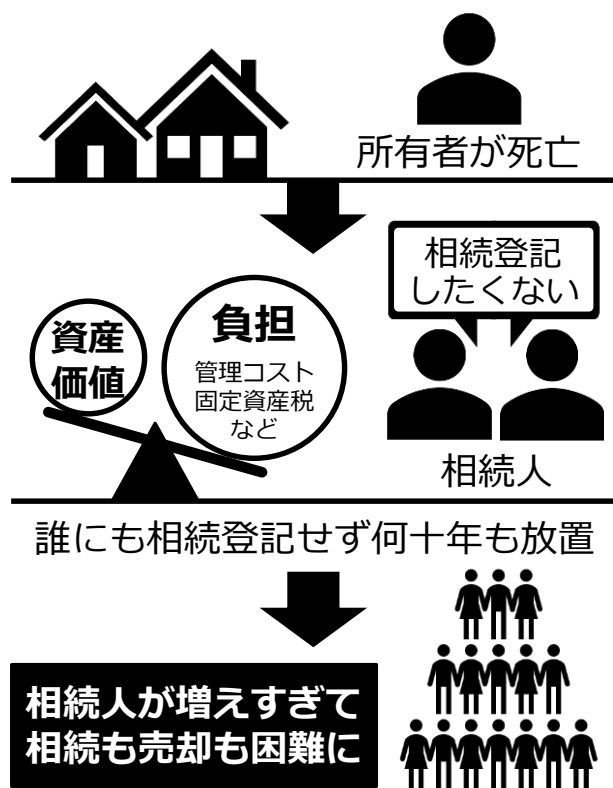 所有者が死亡
相続登記
したくない
資産
価値
負担
管理コスト
固定資産税
など
相続人
誰にも相続登記せず何十年も放置
相続人が増えすぎて
相続も売却も困難に